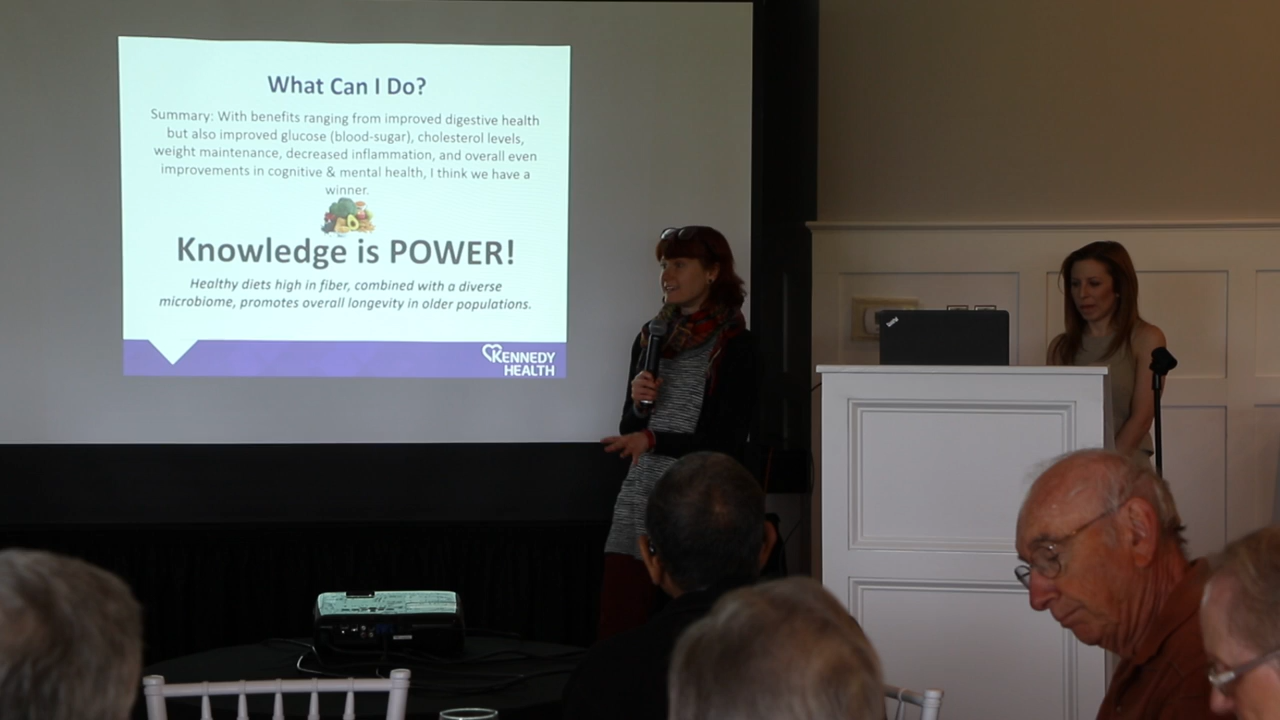 What Can I Do?
Summary: With benefits ranging from improved digestive health
but also improved glucose (blood-sugar), cholesterol levels,
weight maintenance, decreased inflammation, and overall even
improvements in cognitive & mental health, I think we have a
winner.
Knowledge is POWER!
Healthy diets high in fiber, combined with a diverse
microbiome, promotes overall longevity in older populations.
KENNEDY
HEALTH
ThinkPad